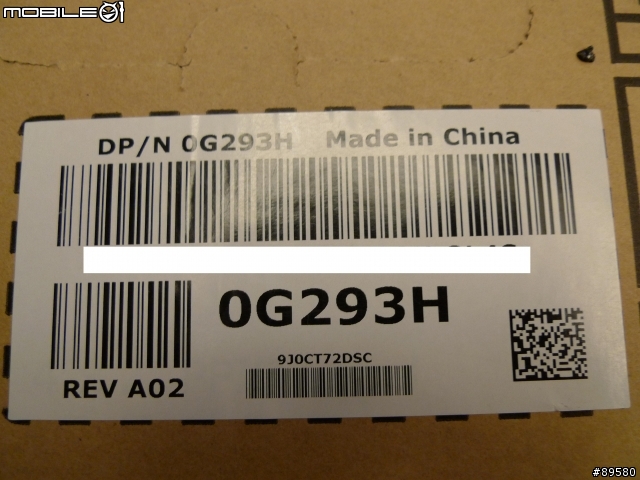 MOBILE01
DP/N 0G293H Made in China
0G293H
9J0CT72DSC
REV A02
#89580